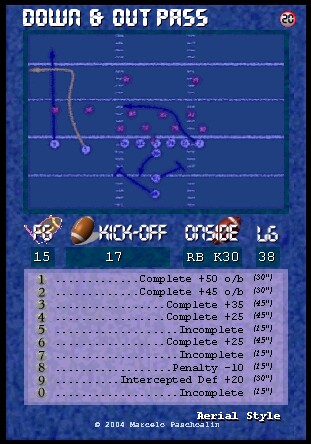 DOWN & OUT PASS 20
FG KICK-OFF ONSIDE LG
15 17 RB K30 38
1 ..............Complete +50 o/b (30")
2 ..............Complete +45 o/b (30")
3 ..................Complete +35 (45")
4 ..................Complete +25 (45")
5 ....................Incomplete (15")
6 ..................Complete +25 (45")
7 ....................Incomplete (15")
8 ...................Penalty -10 (15")
9 ...........Intercepted Def +20 (30")
0 ....................Incomplete (15")
Aerial Style
© 2004 Marcelo Paschoalin